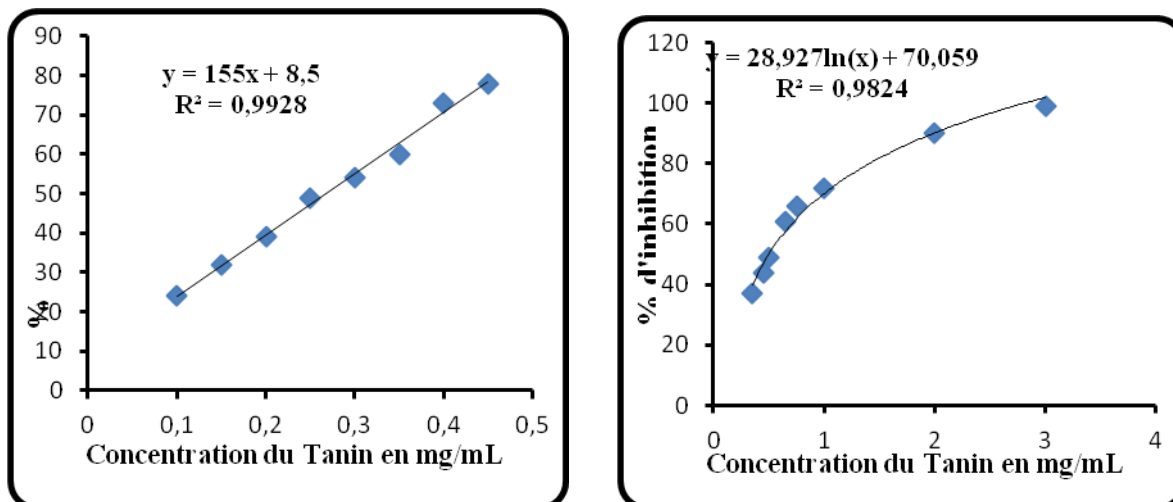 90
80
70
60
50
40
30
20
10
0
%
y = 155x + 8,5
R² = 0,9928
0 0,1 0,2 0,3 0,4 0,5
Concentration du Tanin en mg/mL
120
100
80
60
40
20
0
% d'inhibition
y = 28,927ln(x) + 70,059
R² = 0,9824
0 1 2 3 4
Concentration du Tanin en mg/mL